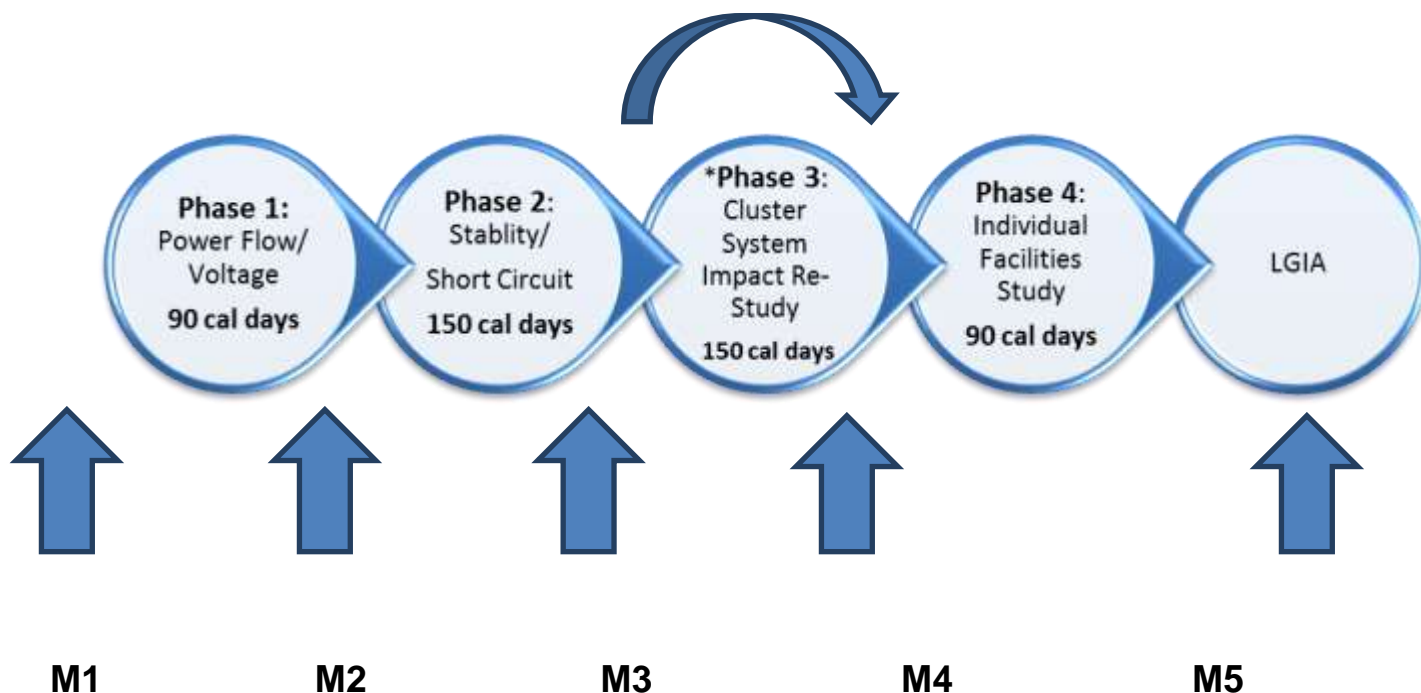 Phase 1:
Power Flow/
Voltage
90 cal days
Phase 2:
Stablity/
Short Circuit
150 cal days
*Phase 3:
Cluster
System
Impact Re-
Study
150 cal days
Phase 4:
Individual
Facilities
Study
90 cal days
LGIA
M1 M2 M3 M4 M5